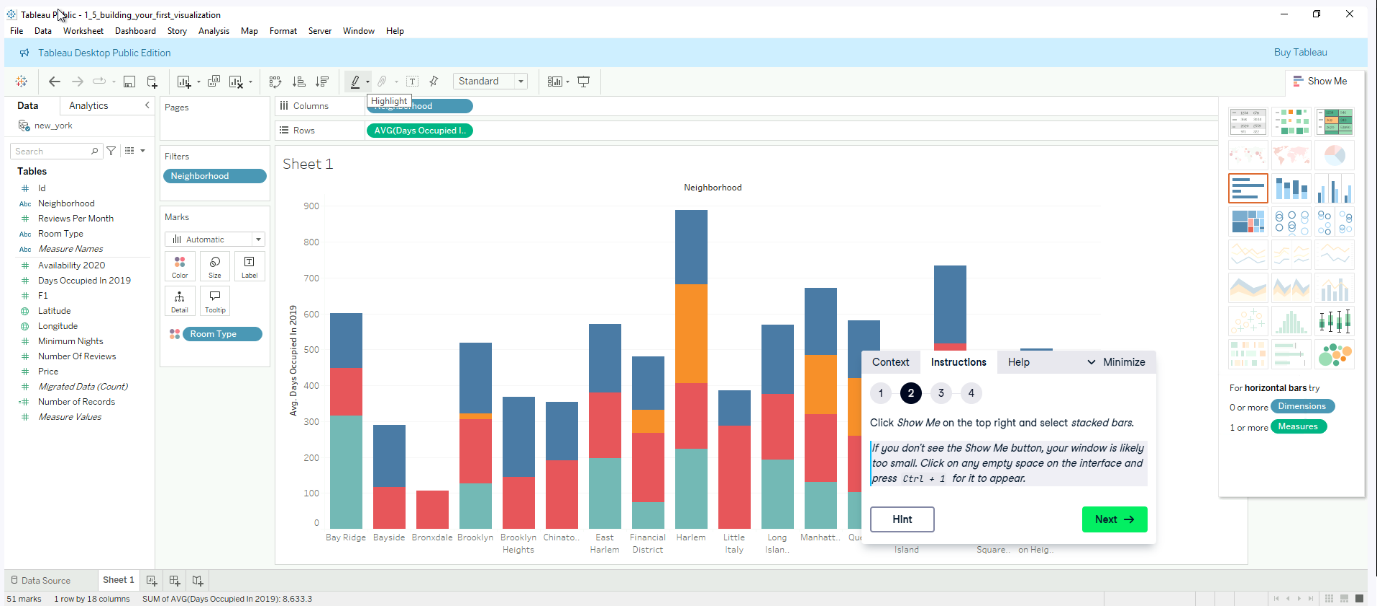 Tableau Public - 1_5_building_your_first_visualization
File Data Worksheet Dashboard Story Analysis Map Format Server Window Help
Tableau Desktop Public Edition
Buy Tableau
Standard
Show Me
Highlight
Data Analytics
new_york
Search
Tables
Id
Abc Neighborhood
Reviews Per Month
Abc Room Type
Abc Measure Names
Availability 2020
Days Occupied In 2019
F1
Latitude
Longitude
Minimum Nights
Number Of Reviews
Price
Migrated Data (Count)
Number of Records
Measure Values
Pages
Filters
Neighborhood
Marks
Automatic
Color Size Label
Detail Tooltip
Room Type
Columns
Neighborhood
Rows
AVG(Days Occupied I..
Sheet 1
Neighborhood
Avg. Days Occupied In 2019
900
800
700
600
500
400
300
200
100
0
Bay Ridge
Bayside
Bronxdale
Brooklyn
Brooklyn
Heights
Chinato..
East
Harlem
Financial
District
Harlem
Little
Italy
Long
Islan..
Manhatt..
Island
Square..
on Heig..
Context Instructions Help Minimize
1 2 3 4
Click Show Me on the top right and select stacked bars.
If you don't see the Show Me button, your window is likely
too small. Click on any empty space on the interface and
press Ctrl + 1 for it to appear.
Hint
Next →
For horizontal bars try
0 or more Dimensions
1 or more Measures
Data Source Sheet 1
51 marks 1 row by 18 columns SUM of AVG(Days Occupied In 2019): 8,633.3